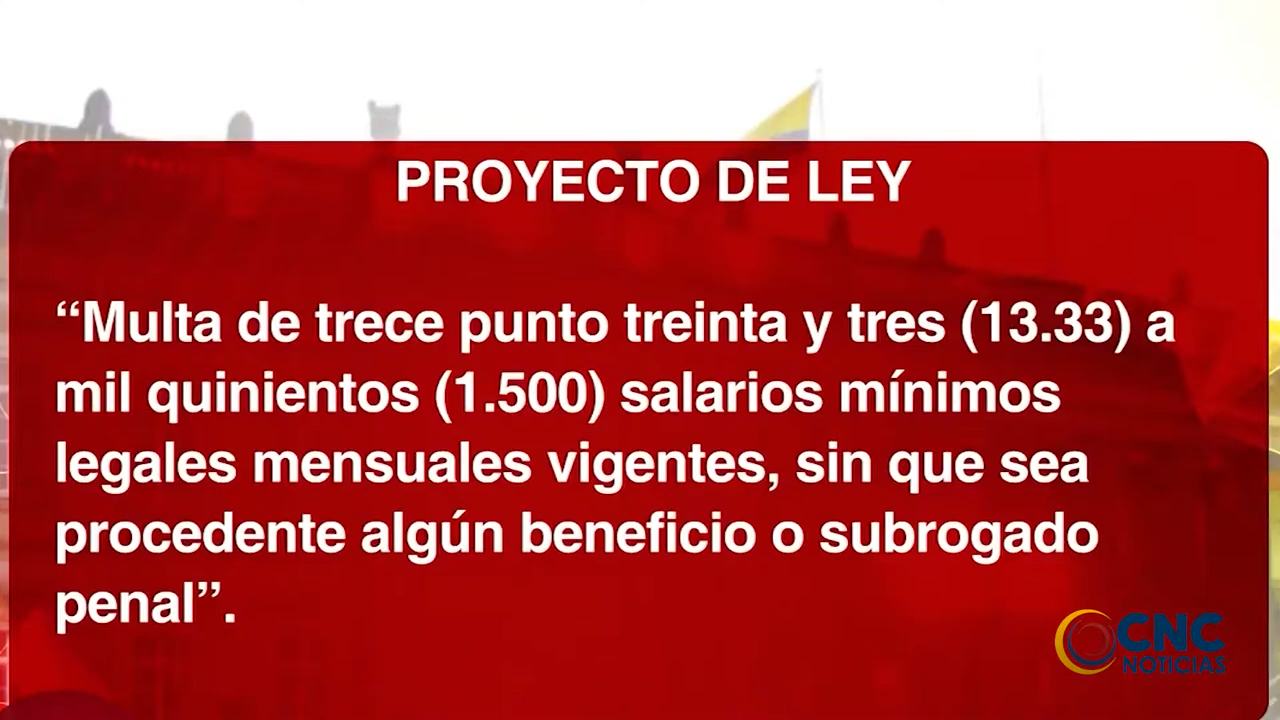 PROYECTO DE LEY
“Multa de trece punto treinta y tres (13.33) a
mil quinientos (1.500) salarios mínimos
legales mensuales vigentes, sin que sea
procedente algún beneficio o subrogado
penal”.
CNC
NOTICIAS